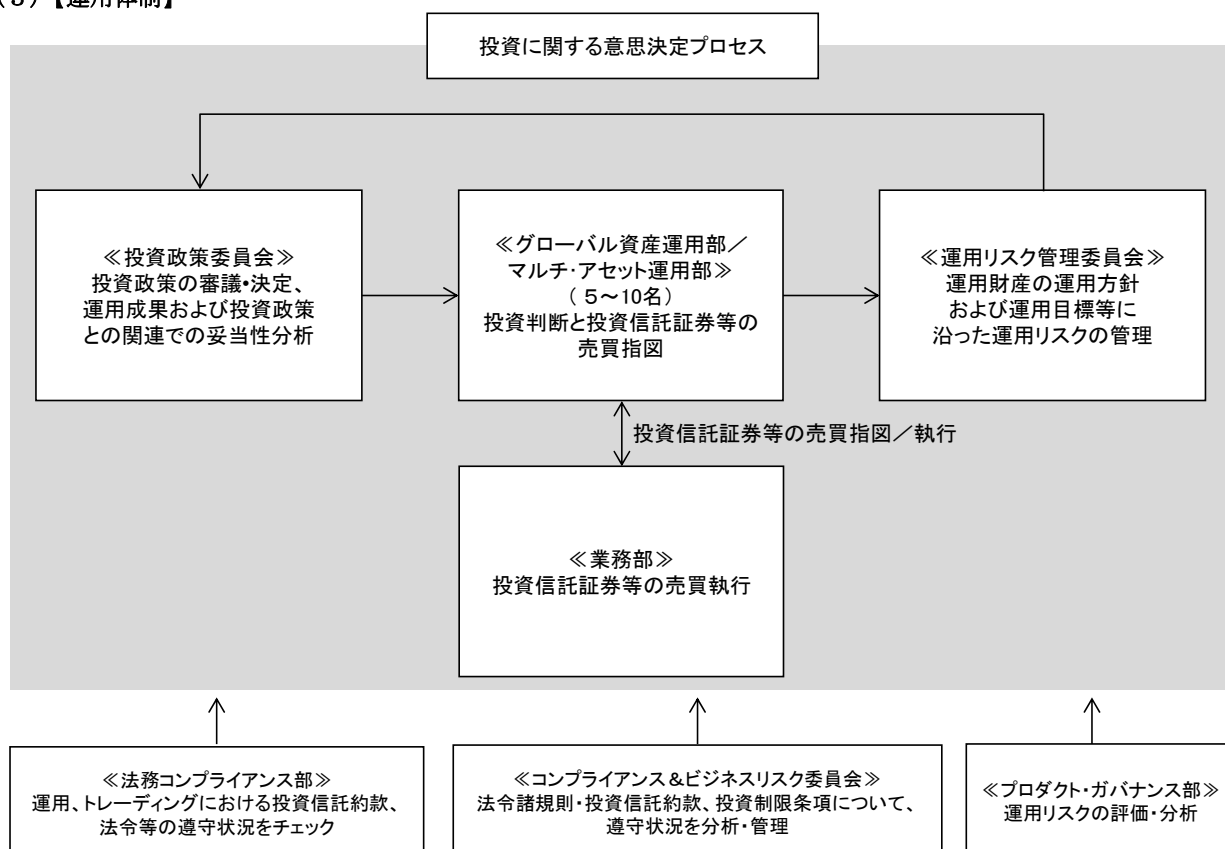 (3)【運用体制】
投資に関する意思決定プロセス
≪投資政策委員会≫
投資政策の審議・決定、
運用成果および投資政策
との関連での妥当性分析
≪グローバル資産運用部／
マルチ・アセット運用部≫
（５～10名）
投資判断と投資信託証券等の
売買指図
≪運用リスク管理委員会≫
運用財産の運用方針
および運用目標等に
沿った運用リスクの管理
投資信託証券等の売買指図／執行
≪業務部≫
投資信託証券等の売買執行
≪法務コンプライアンス部≫
運用、トレーディングにおける投資信託約款、
法令等の遵守状況をチェック
≪コンプライアンス＆ビジネスリスク委員会≫
法令諸規則・投資信託約款、投資制限条項について、
遵守状況を分析・管理
≪プロダクト・ガバナンス部≫
運用リスクの評価・分析